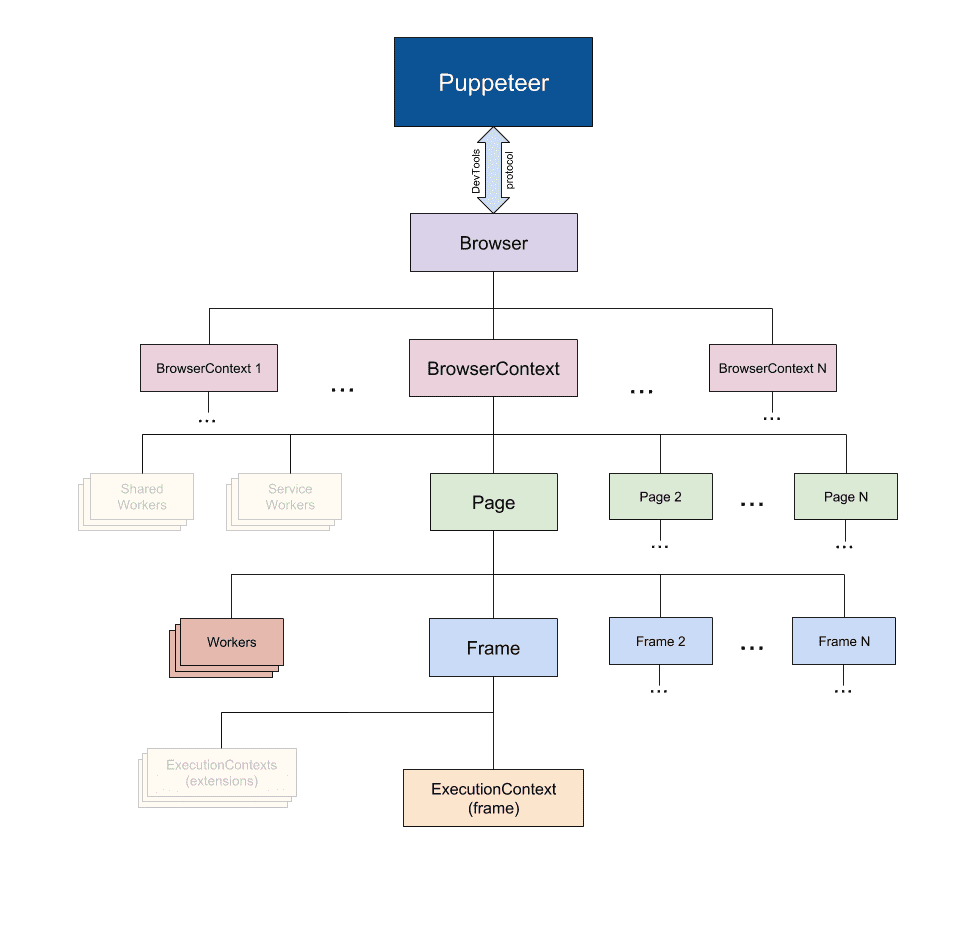 Puppeteer
DevTools
protocol
Browser
BrowserContext 1
...
BrowserContext
...
BrowserContext N
...
...
Shared
Workers
Service
Workers
Page
Page 2
...
Page N
...
...
Workers
Frame
Frame 2
...
Frame N
...
...
ExecutionContexts
(extensions)
ExecutionContext
(frame)